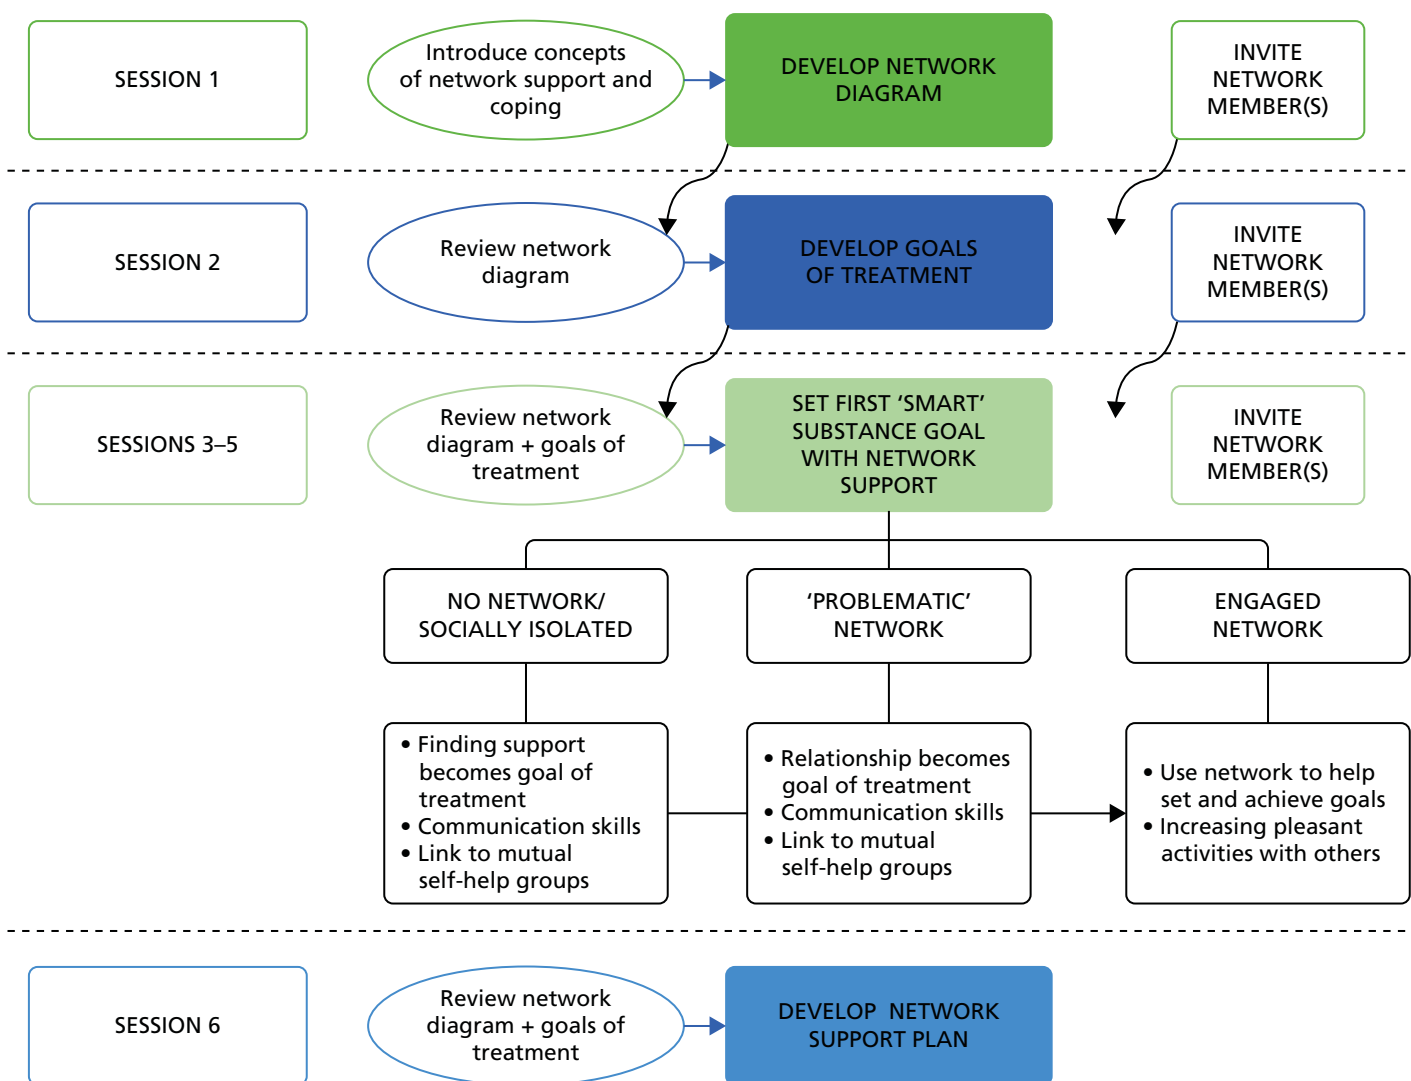 SESSION 1
Introduce concepts
of network support and
coping
DEVELOP NETWORK
DIAGRAM
INVITE
NETWORK
MEMBER(S)
SESSION 2
Review network
diagram
DEVELOP GOALS
OF TREATMENT
INVITE
NETWORK
MEMBER(S)
SESSIONS 3–5
Review network
diagram + goals of
treatment
SET FIRST ‘SMART’
SUBSTANCE GOAL
WITH NETWORK
SUPPORT
INVITE
NETWORK
MEMBER(S)
NO NETWORK/
SOCIALLY ISOLATED
‘PROBLEMATIC’
NETWORK
ENGAGED
NETWORK
• Finding support
becomes goal of
treatment
• Communication skills
• Link to mutual
self-help groups
• Relationship becomes
goal of treatment
• Communication skills
• Link to mutual
self-help groups
• Use network to help
set and achieve goals
• Increasing pleasant
activities with others
SESSION 6
Review network
diagram + goals of
treatment
DEVELOP NETWORK
SUPPORT PLAN